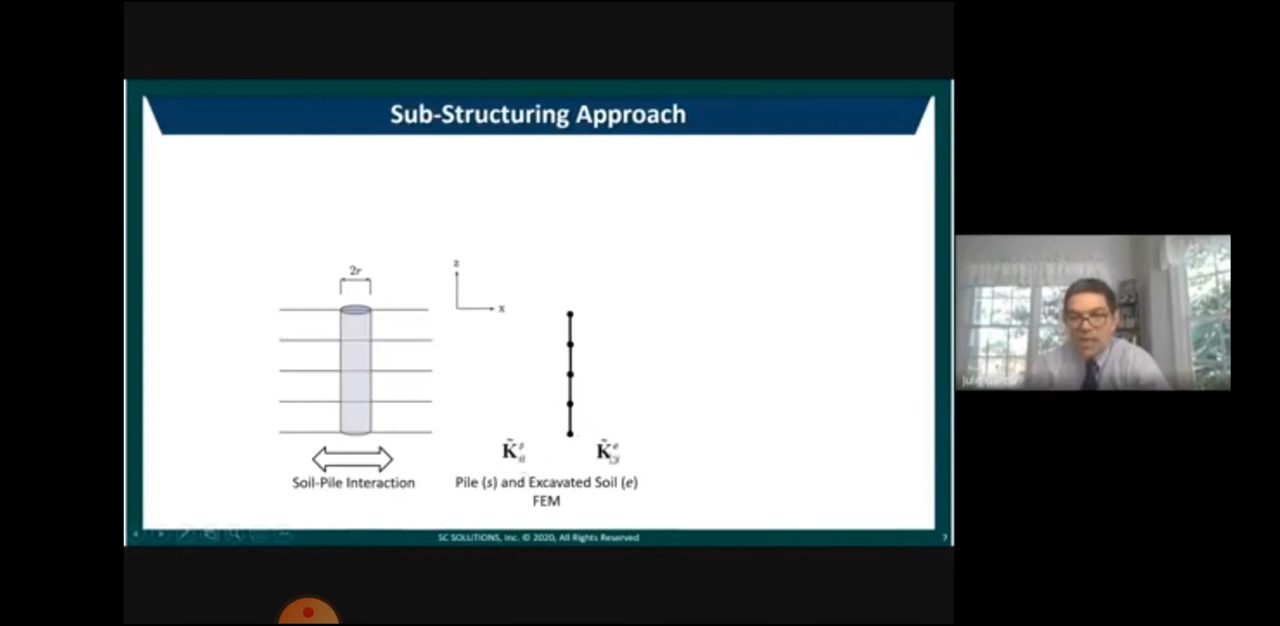 Sub-Structuring Approach
2r
z
x
K̃
K̃
Soil-Pile Interaction
Pile (s) and Excavated Soil (e)
FEM
SC SOLUTIONS, Inc. © 2020, All Rights Reserved
7